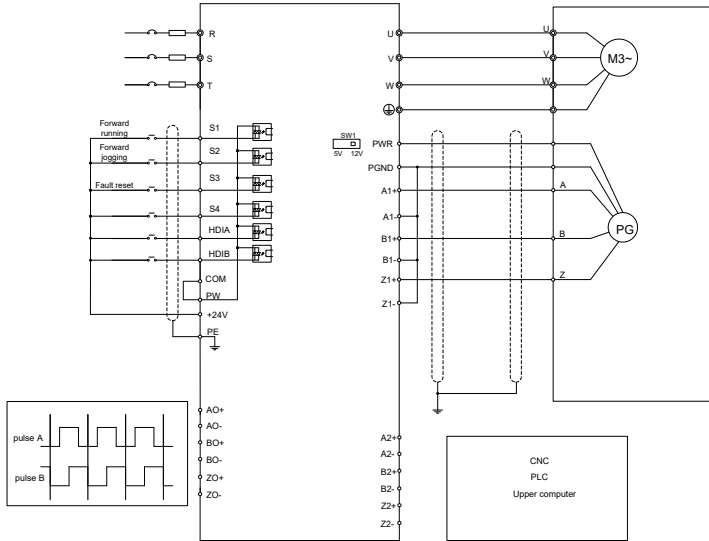 R
S
T
U
V
W
U
V
W
M3~
Forward
running
Forward
jogging
Fault reset
S1
S2
S3
S4
HDIA
HDIB
COM
PW
+24V
PE
SW1
5V 12V
PWR
PGND
A1+
A1-
B1+
B1-
Z1+
Z1-
A
B
Z
PG
pulse A
pulse B
AO+
AO-
BO+
BO-
ZO+
ZO-
A2+
A2-
B2+
B2-
Z2+
Z2-
CNC
PLC
Upper computer